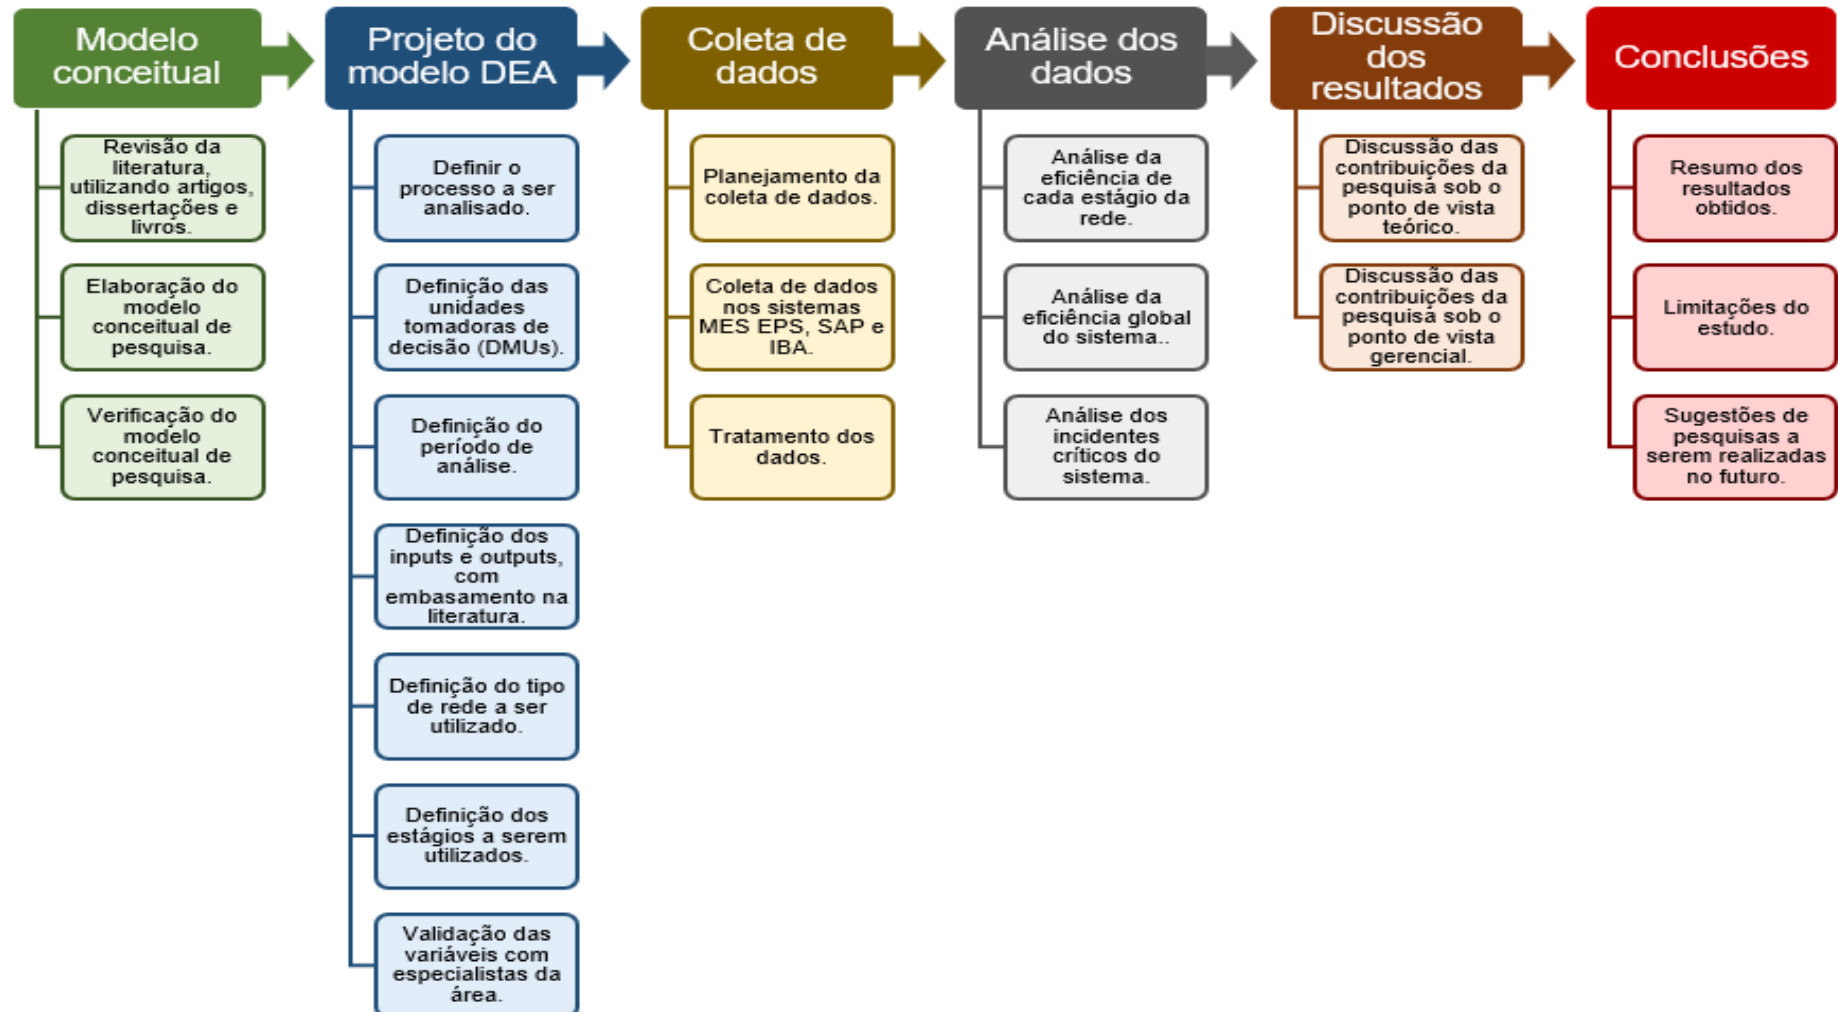 Modelo
conceitual
Revisão da
literatura,
utilizando artigos,
dissertações e
livros.
Elaboração do
modelo
conceitual de
pesquisa.
Verificação do
modelo
conceitual de
pesquisa.
Projeto do
modelo DEA
Definir o
processo a ser
analisado.
Definição das
unidades
tomadoras de
decisão (DMUs).
Definição do
período de
análise.
Definição dos
inputs e outputs,
com
embasamento na
literatura.
Definição do tipo
de rede a ser
utilizado.
Definição dos
estágios a serem
utilizados.
Validação das
variáveis com
especialistas da
área.
Coleta de
dados
Planejamento da
coleta de dados.
Coleta de dados
nos sistemas
MES EPS, SAP e
IBA.
Tratamento dos
dados.
Análise dos
dados
Análise da
eficiência de
cada estágio da
rede.
Análise da
eficiência global
do sistema..
Análise dos
incidentes
críticos do
sistema.
Discussão
dos
resultados
Discussão das
contribuições da
pesquisa sob o
ponto de vista
teórico.
Discussão das
contribuições da
pesquisa sob o
ponto de vista
gerencial.
Conclusões
Resumo dos
resultados
obtidos.
Limitações do
estudo.
Sugestões de
pesquisas a
serem realizadas
no futuro.